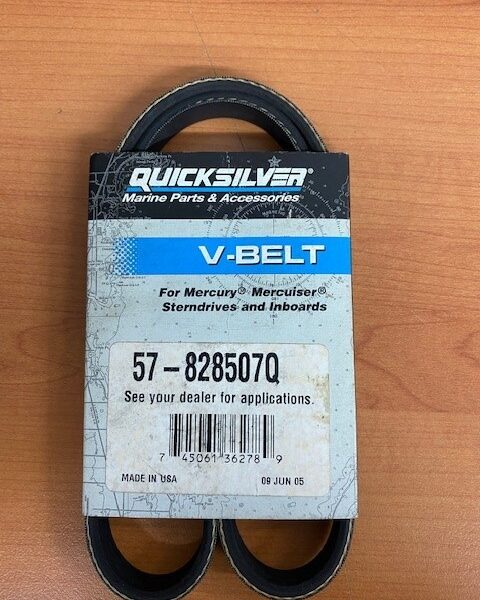 QUICKSILVER®
Marine Parts & Accessories
V-BELT
For Mercury® Mercuiser®
Sterndrives and Inboards
57-828507Q
See your dealer for applications.
7 45061 36278 9
MADE IN USA 09 JUN 05